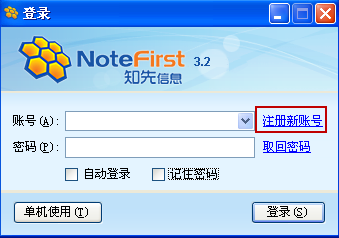 登录
NoteFirst 3.2
知先信息
账号(A): 注册新账号
密码(P): 取回密码
自动登录 记住密码
单机使用(T) 登录(S)